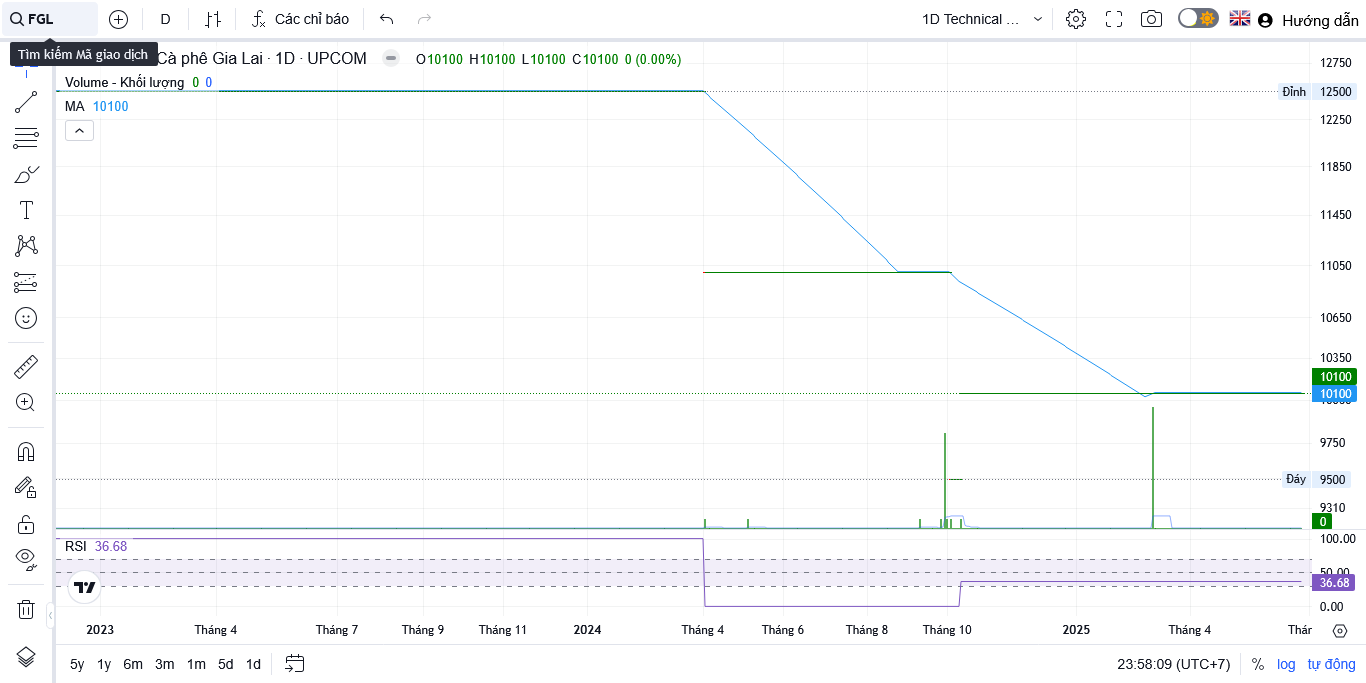 FGL D Các chỉ báo 1D Technical ... Hướng dẫn
Tìm kiếm Mã giao dịch
Cà phê Gia Lai · 1D · UPCOM O10100 H10100 L10100 C10100 0 (0.00%)
Volume - Khối lượng 0 0
MA 10100
12750
Đỉnh 12500
12250
11850
11450
11050
10650
10350
10100
10100
9750
Đáy 9500
9310
0
RSI 36.68
100.00
50.00
36.68
0.00
2023 Tháng 4 Tháng 7 Tháng 9 Tháng 11 2024 Tháng 4 Tháng 6 Tháng 8 Tháng 10 2025 Tháng 4 Thár
5y 1y 6m 3m 1m 5d 1d 23:58:09 (UTC+7) % log tự động